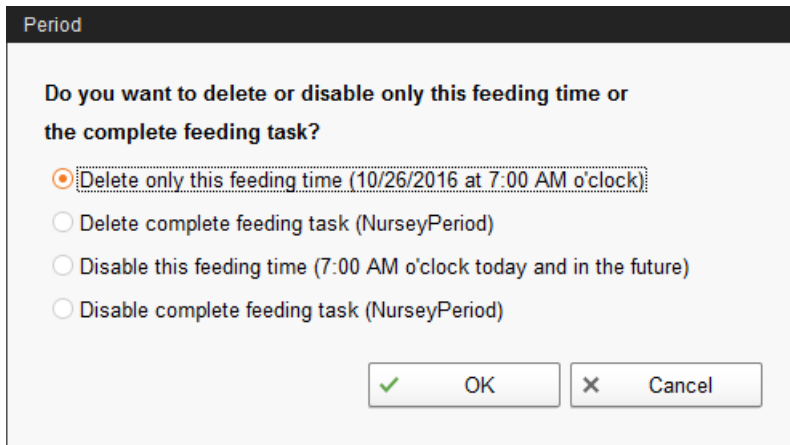 Period
Do you want to delete or disable only this feeding time or
the complete feeding task?
Delete only this feeding time (10/26/2016 at 7:00 AM o'clock)
Delete complete feeding task (NurseyPeriod)
Disable this feeding time (7:00 AM o'clock today and in the future)
Disable complete feeding task (NurseyPeriod)
OK Cancel